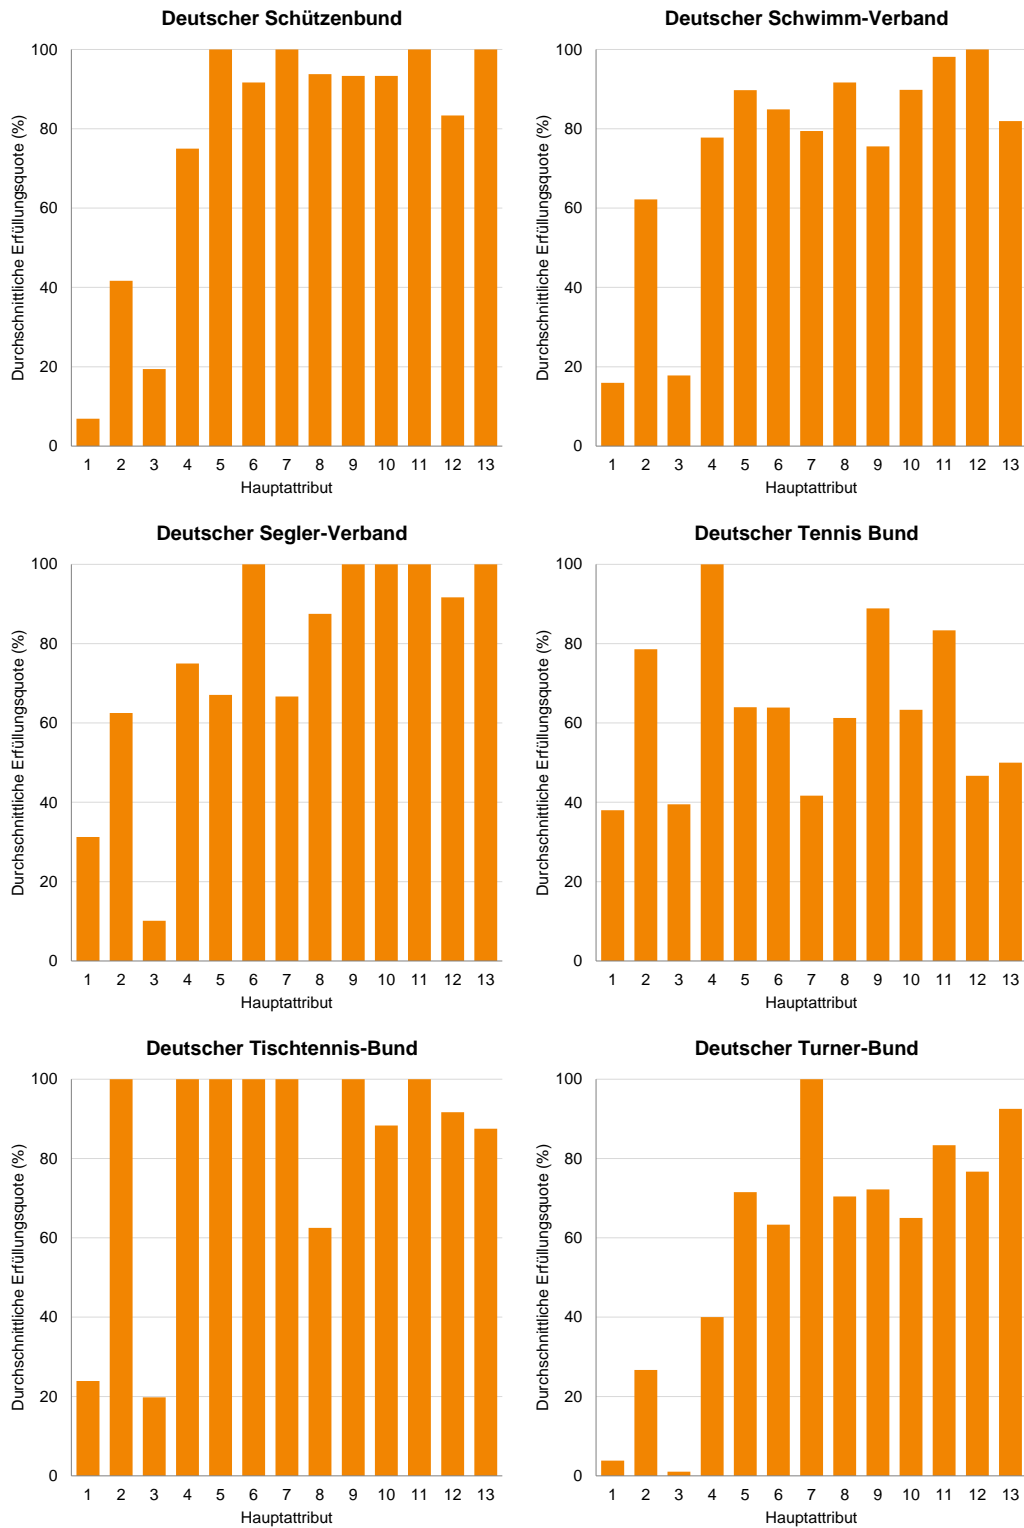 Deutscher Schützenbund
Durchschnittliche Erfüllungsquote (%)
100
80
60
40
20
0
1 2 3 4 5 6 7 8 9 10 11 12 13
Hauptattribut
Deutscher Schwimm-Verband
Durchschnittliche Erfüllungsquote (%)
100
80
60
40
20
0
1 2 3 4 5 6 7 8 9 10 11 12 13
Hauptattribut
Deutscher Segler-Verband
Durchschnittliche Erfüllungsquote (%)
100
80
60
40
20
0
1 2 3 4 5 6 7 8 9 10 11 12 13
Hauptattribut
Deutscher Tennis Bund
Durchschnittliche Erfüllungsquote (%)
100
80
60
40
20
0
1 2 3 4 5 6 7 8 9 10 11 12 13
Hauptattribut
Deutscher Tischtennis-Bund
Durchschnittliche Erfüllungsquote (%)
100
80
60
40
20
0
1 2 3 4 5 6 7 8 9 10 11 12 13
Hauptattribut
Deutscher Turner-Bund
Durchschnittliche Erfüllungsquote (%)
100
80
60
40
20
0
1 2 3 4 5 6 7 8 9 10 11 12 13
Hauptattribut